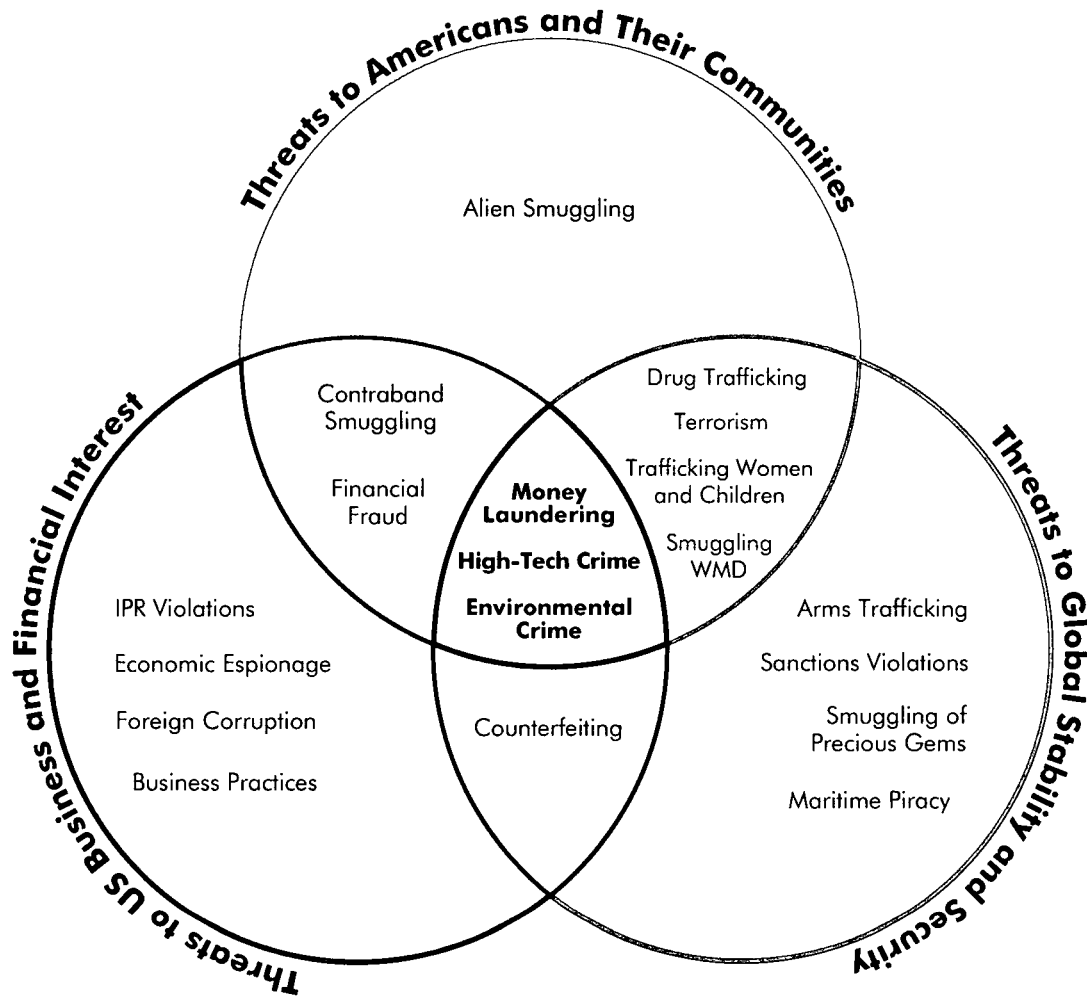 Threats to Americans and Their Communities
Alien Smuggling
Contraband
Smuggling
Financial
Fraud
Drug Trafficking
Terrorism
Trafficking Women
and Children
Smuggling
WMD
Money
Laundering
High-Tech Crime
Environmental
Crime
Threats to US Business and Financial Interest
IPR Violations
Economic Espionage
Foreign Corruption
Business Practices
Counterfeiting
Arms Trafficking
Sanctions Violations
Smuggling of
Precious Gems
Maritime Piracy
Threats to Global Stability and Security